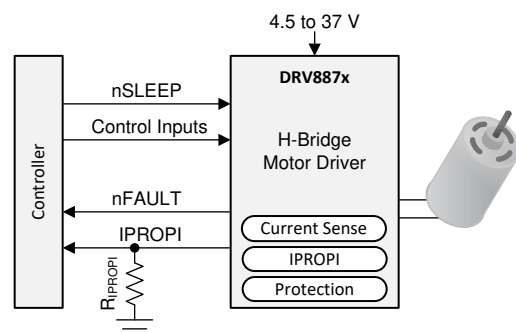 4.5 to 37 V
DRV887x
nSLEEP
Control Inputs
H-Bridge
Motor Driver
Controller
nFAULT
IPROPI
Current Sense
IPROPI
Protection
RIPROPI